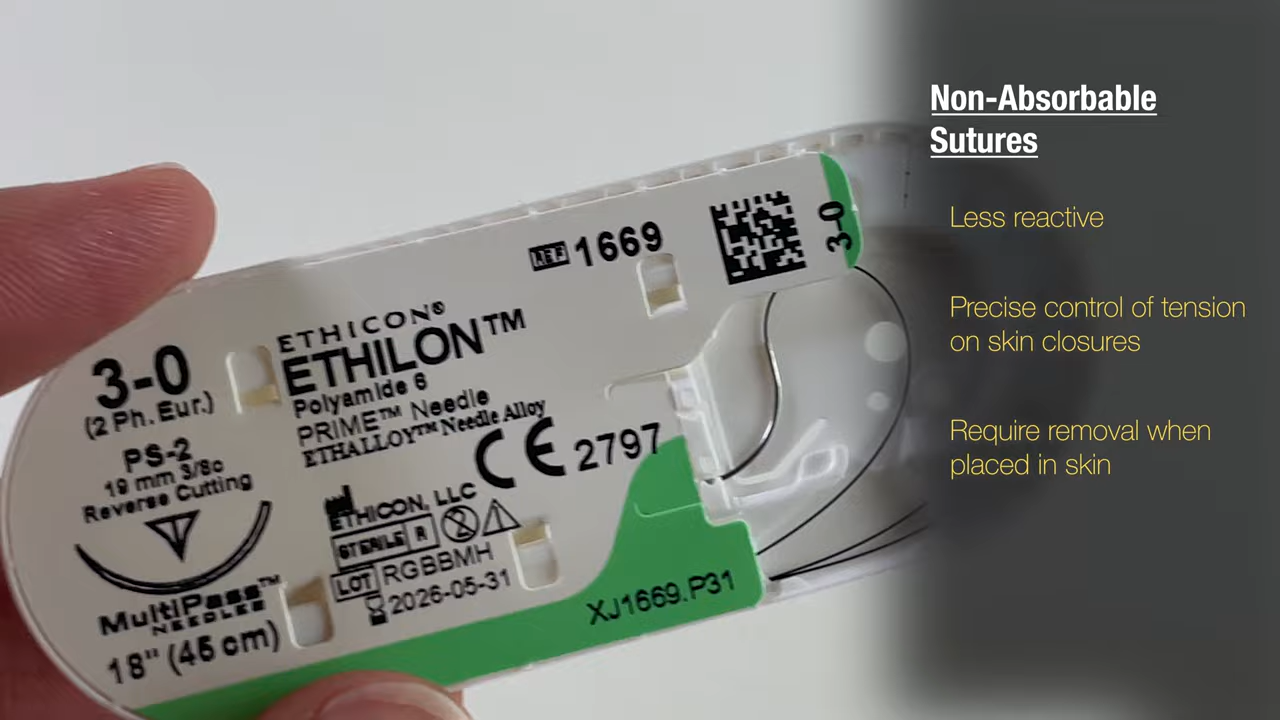 Non-Absorbable
Sutures
Less reactive
Precise control of tension
on skin closures
Require removal when
placed in skin
REF 1669
3-0
3-0
(2 Ph. Eur.)
PS-2
19 mm 3/8c
Reverse Cutting
MultiPass™
NEEDLES
18" (45 cm)
ETHICON®
ETHILON™
Polyamide 6
PRIME™ Needle
ETHALLOY™ Needle Alloy
CE 2797
ETHICON, LLC
STERILE R
LOT RGBBMH
2026-05-31
XJ1669.P31